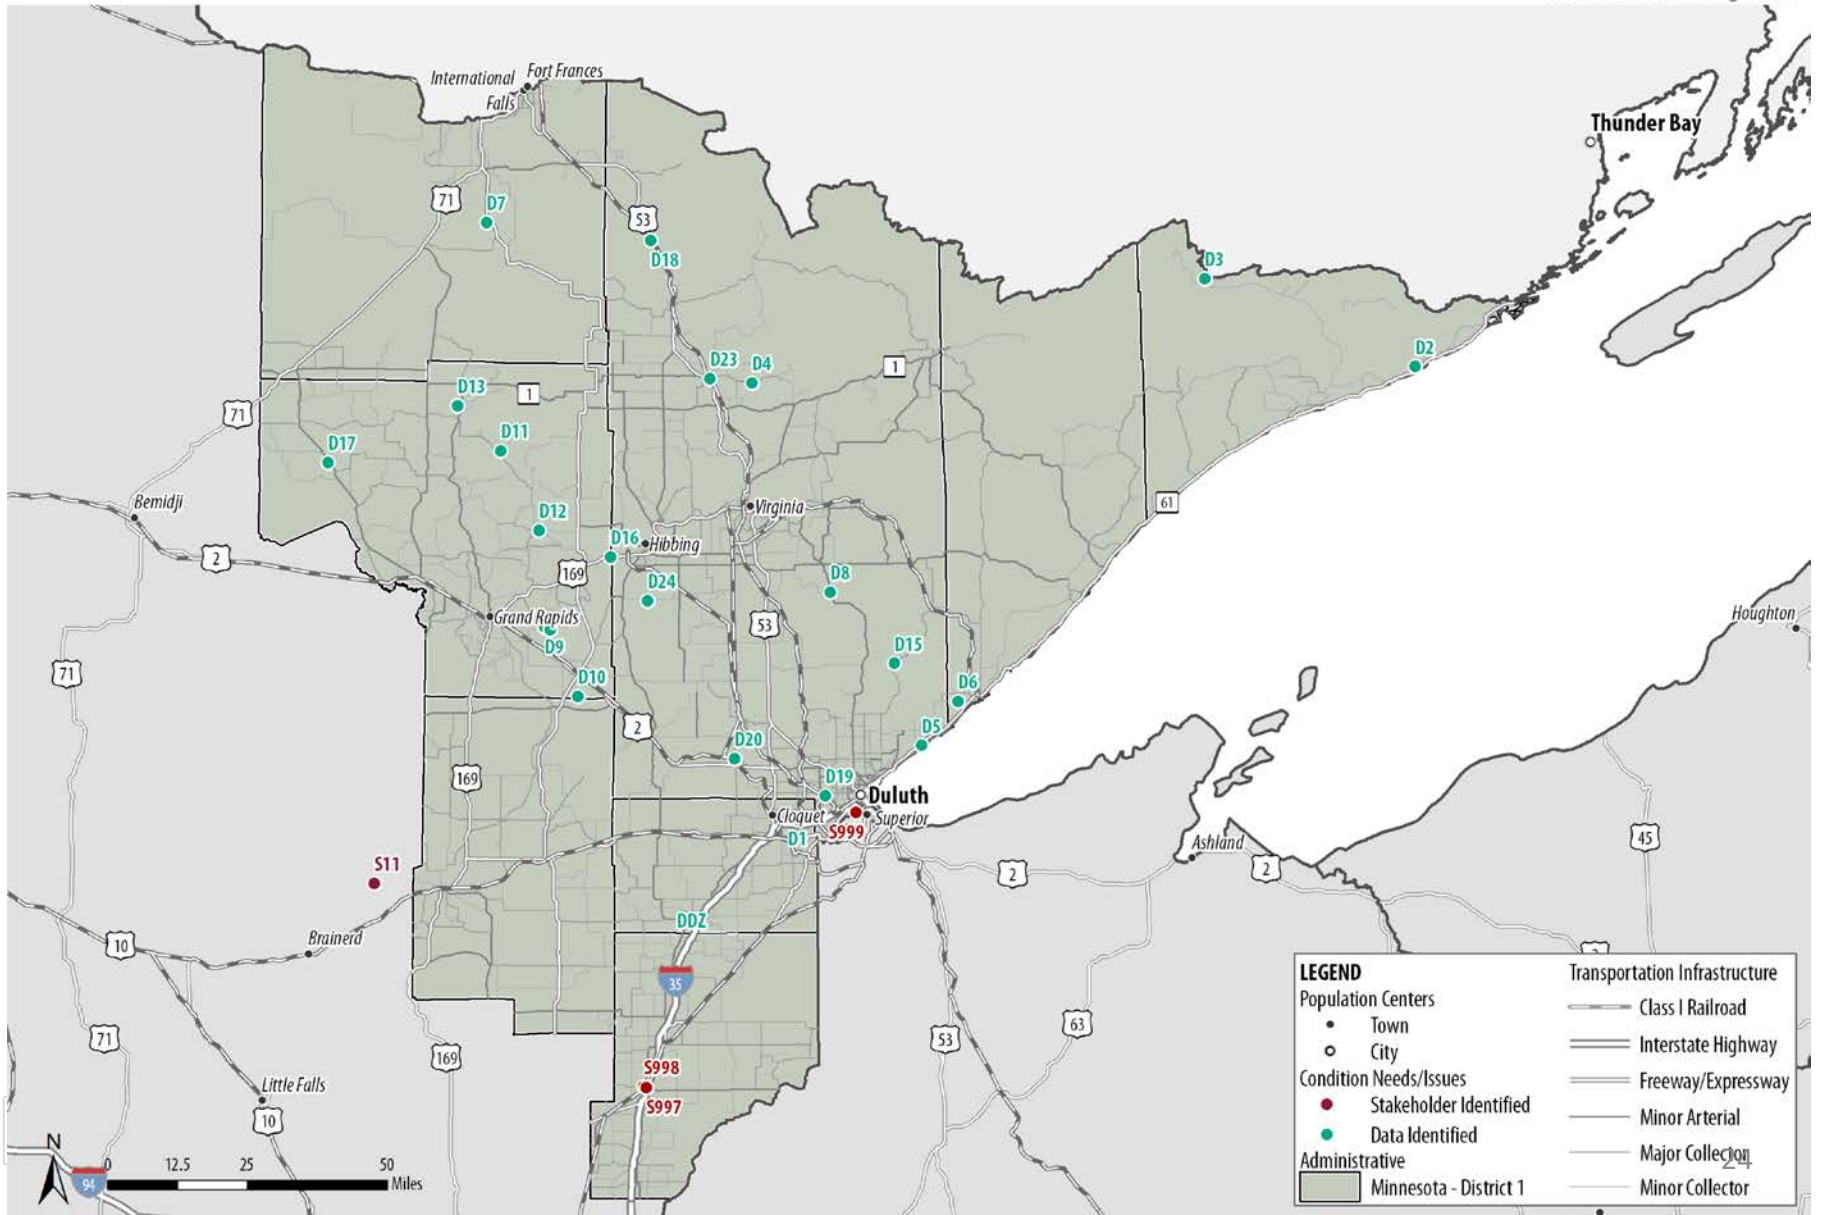 International
Fort Frances
Falls
Thunder Bay
71
D7
53
D18
D3
D2
D23
D4
1
D13
1
71
D11
D17
61
Bemidji
Virginia
D12
D16
Hibbing
2
169
D8
D24
Grand Rapids
53
Houghton
D9
D15
71
D10
D6
2
D5
D20
169
D19
Duluth
Cloquet
Superior
S999
D1
45
Ashland
S11
2
2
DDZ
10
Brainerd
35
71
169
63
53
S998
S997
Little Falls
10
N
0 12.5 25 50
Miles
94
LEGEND
Population Centers
Town
City
Condition Needs/Issues
Stakeholder Identified
Data Identified
Administrative
Minnesota - District 1
Transportation Infrastructure
Class I Railroad
Interstate Highway
Freeway/Expressway
Minor Arterial
Major Collector
24
Minor Collector